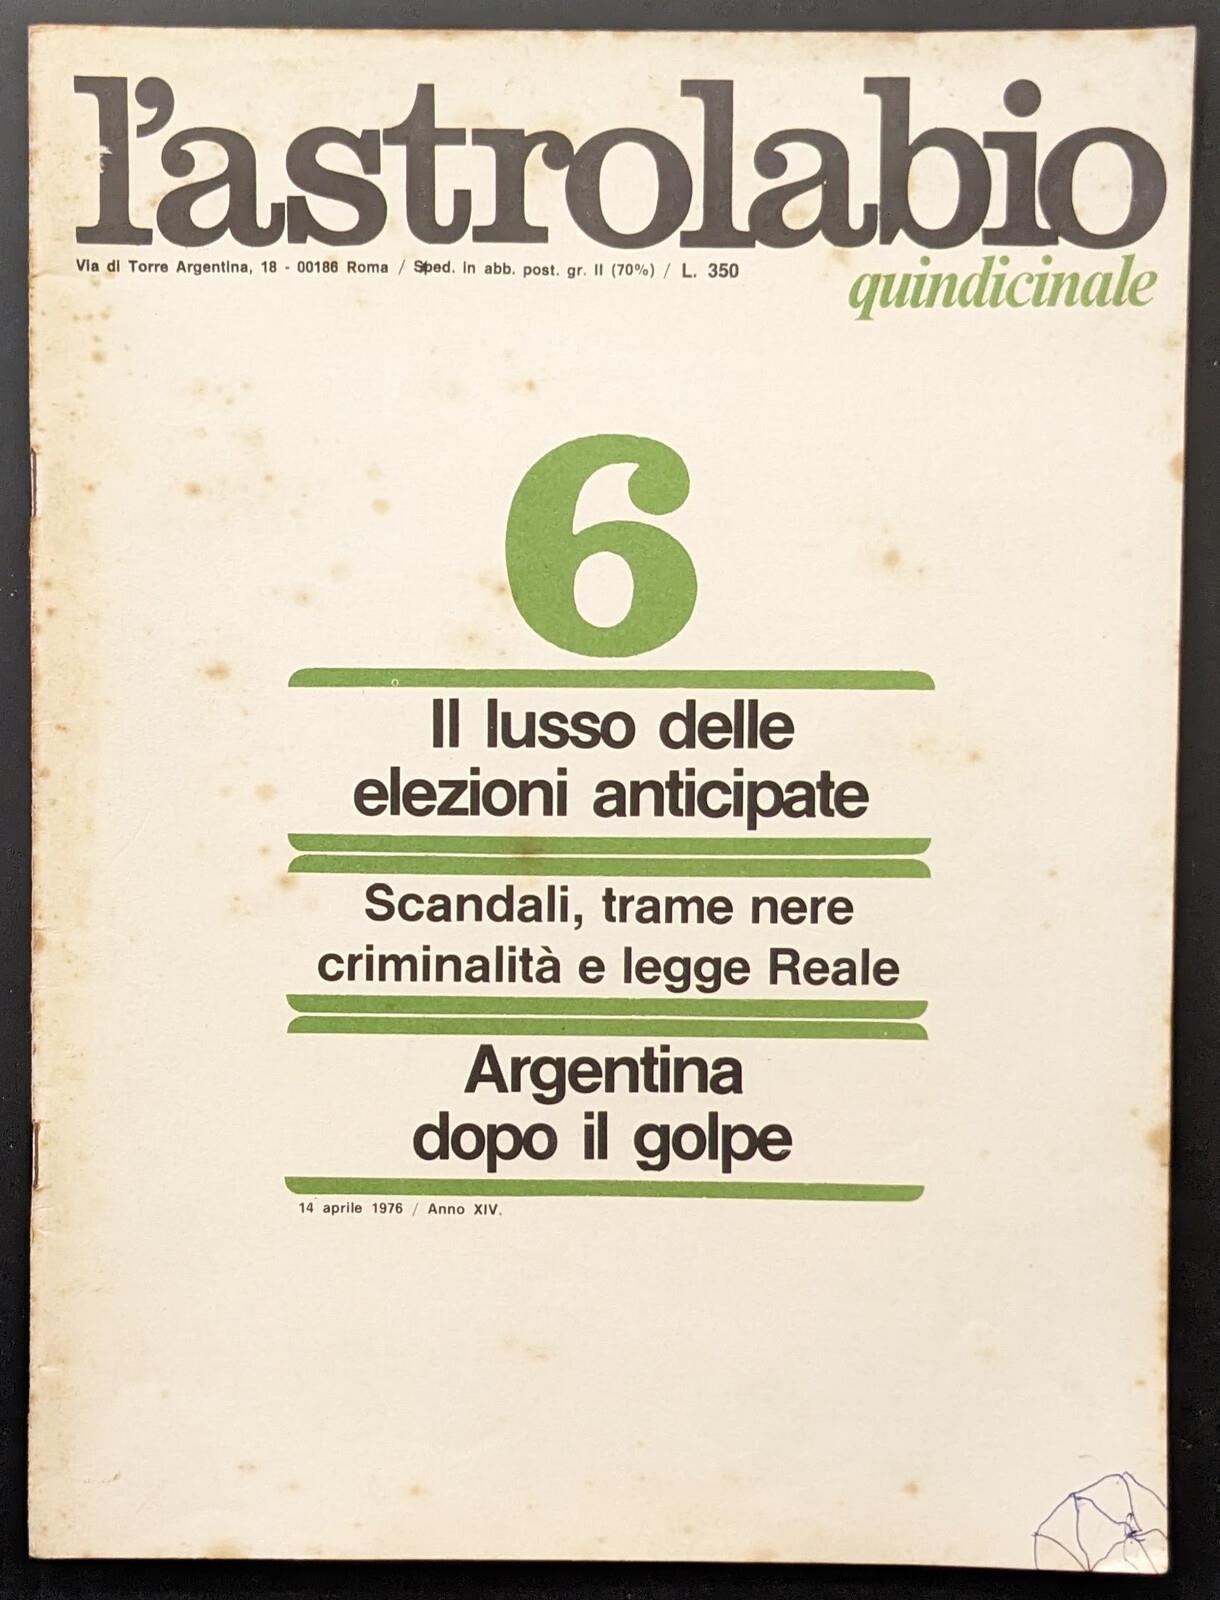 l'astrolabio
Via di Torre Argentina, 18 - 00186 Roma / Sped. in abb. post. gr. II (70%) / L. 350
quindicinale
6
Il lusso delle
elezioni anticipate
Scandali, trame nere
criminalità e legge Reale
Argentina
dopo il golpe
14 aprile 1976 / Anno XIV.